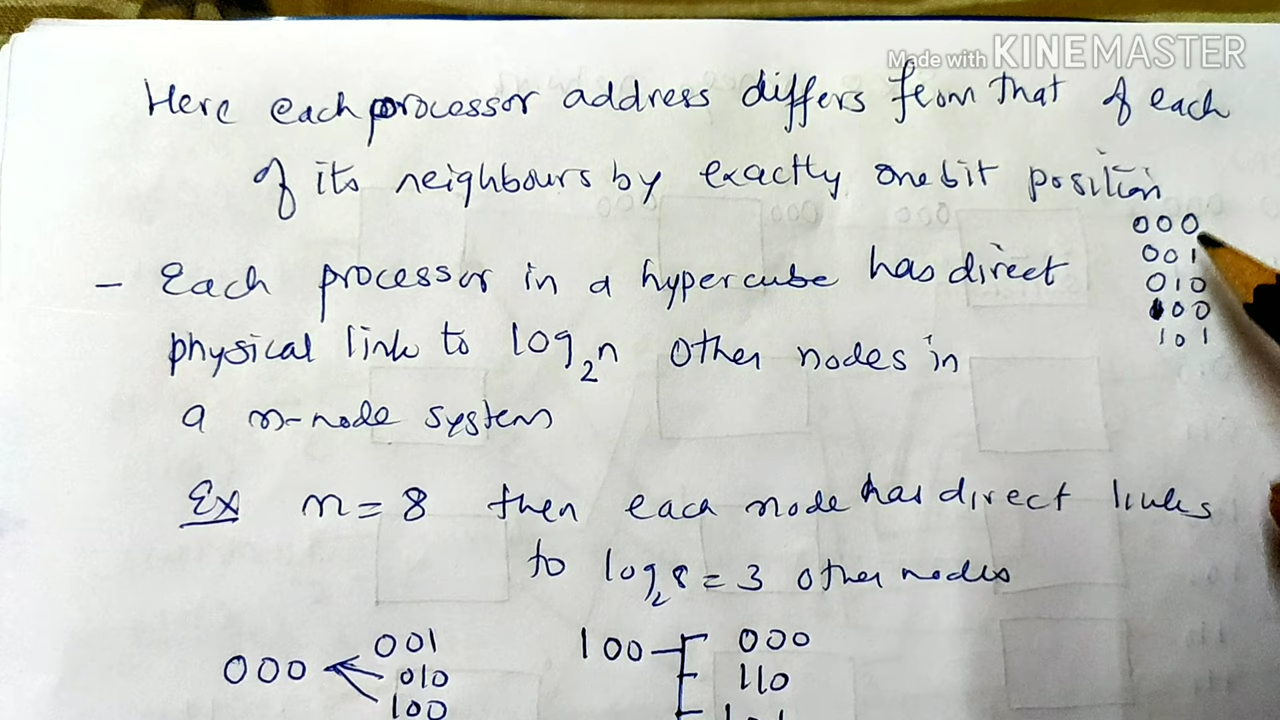 Made with KINEMASTER
Here each processor address differs from that of each
of its neighbours by exactly one bit position
000
001
010
100
101
- Each processor in a hypercube has direct
physical link to log₂n other nodes in
a n-node system
Ex n = 8 then each node has direct links
to log₂8 = 3 other nodes
000 001
010
100
100 000
110
101